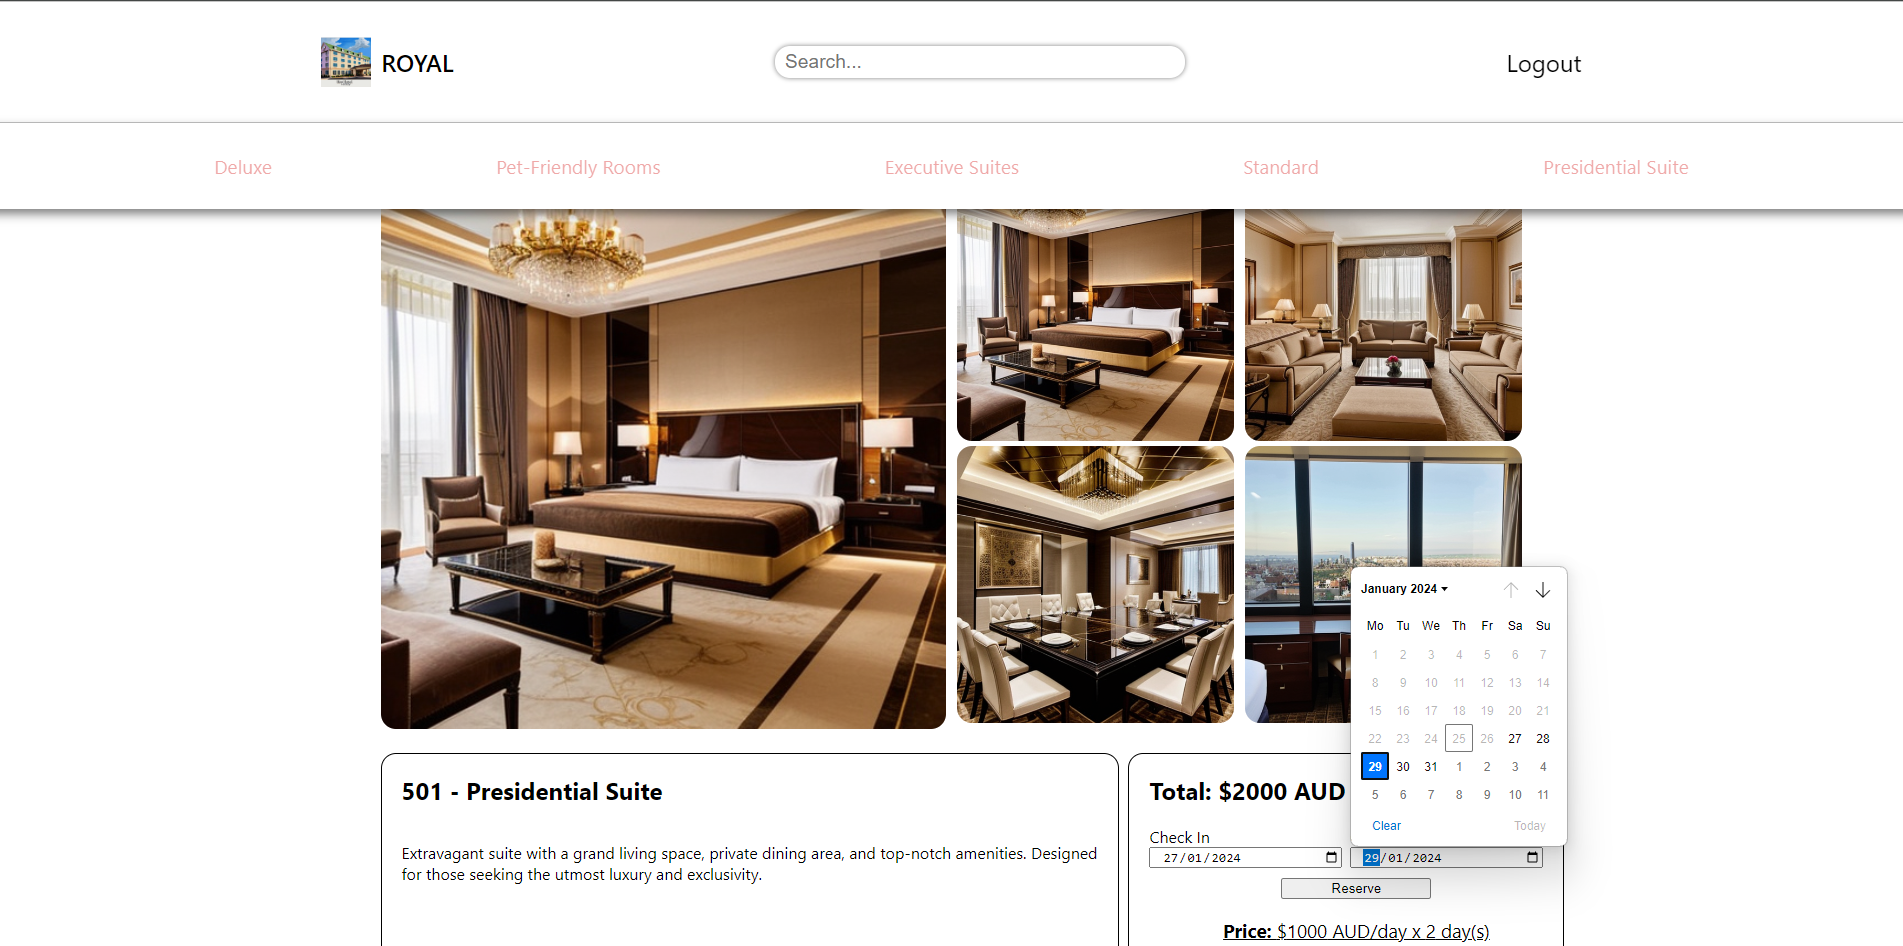 ROYAL
Search...
Logout
Deluxe
Pet-Friendly Rooms
Executive Suites
Standard
Presidential Suite
501 - Presidential Suite
Extravagant suite with a grand living space, private dining area, and top-notch amenities. Designed
for those seeking the utmost luxury and exclusivity.
Total: $2000 AUD
Check In
27/01/2024
29/01/2024
Reserve
Price: $1000 AUD/day x 2 day(s)
January 2024
Mo Tu We Th Fr Sa Su
1 2 3 4 5 6 7
8 9 10 11 12 13 14
15 16 17 18 19 20 21
22 23 24 25 26 27 28
29 30 31 1 2 3 4
5 6 7 8 9 10 11
Clear
Today